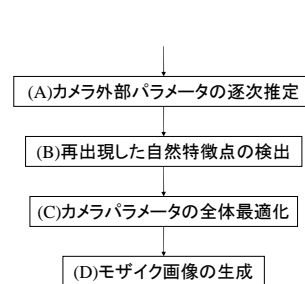 (A)カメラ外部パラメータの逐次推定
(B)再出現した自然特徴点の検出
(C)カメラパラメータの全体最適化
(D)モザイク画像の生成